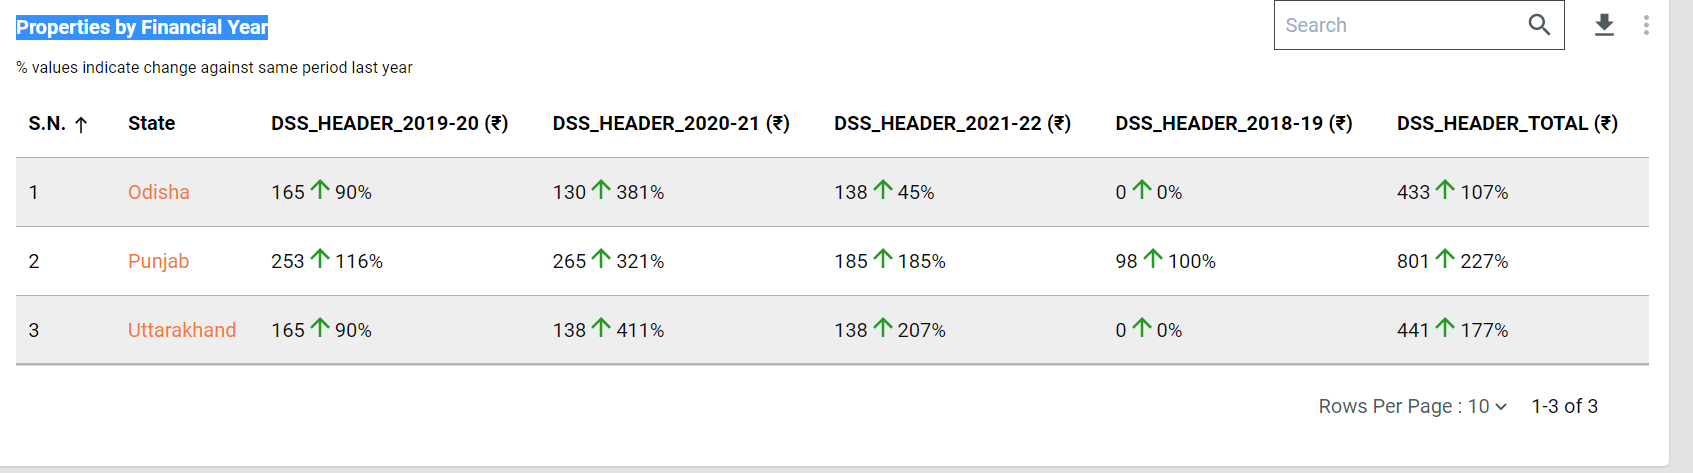 Properties by Financial Year
Search
% values indicate change against same period last year
S.N. ↑ State DSS_HEADER_2019-20 (₹) DSS_HEADER_2020-21 (₹) DSS_HEADER_2021-22 (₹) DSS_HEADER_2018-19 (₹) DSS_HEADER_TOTAL (₹)
1 Odisha 165 ↑ 90% 130 ↑ 381% 138 ↑ 45% 0 ↑ 0% 433 ↑ 107%
2 Punjab 253 ↑ 116% 265 ↑ 321% 185 ↑ 185% 98 ↑ 100% 801 ↑ 227%
3 Uttarakhand 165 ↑ 90% 138 ↑ 411% 138 ↑ 207% 0 ↑ 0% 441 ↑ 177%
Rows Per Page : 10 1-3 of 3